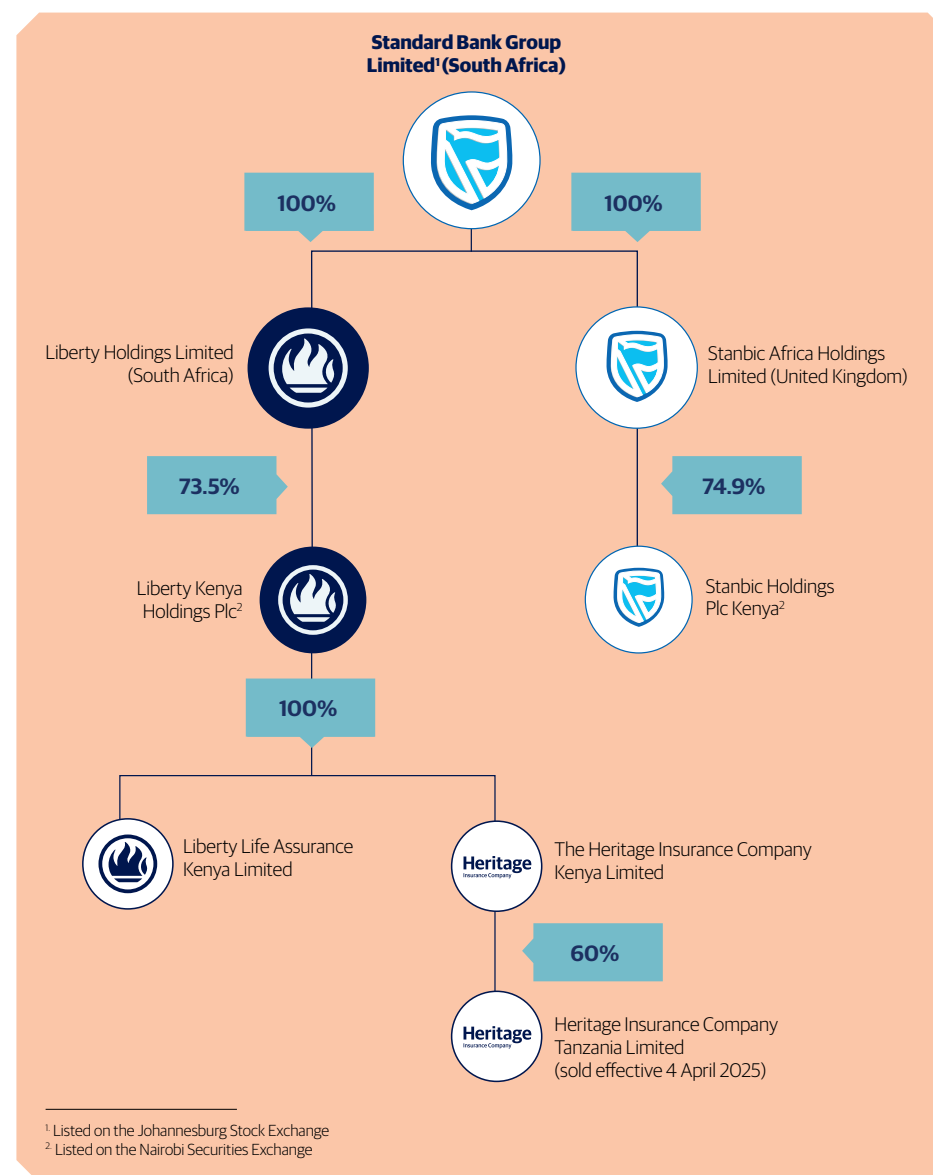 Standard Bank Group
Limited¹ (South Africa)
100%
100%
Liberty Holdings Limited
(South Africa)
Stanbic Africa Holdings
Limited (United Kingdom)
73.5%
74.9%
Liberty Kenya
Holdings Plc²
Stanbic Holdings
Plc Kenya²
100%
Liberty Life Assurance
Kenya Limited
Heritage
Insurance Company
The Heritage Insurance Company
Kenya Limited
60%
Heritage
Insurance Company
Heritage Insurance Company
Tanzania Limited
(sold effective 4 April 2025)
¹. Listed on the Johannesburg Stock Exchange
². Listed on the Nairobi Securities Exchange